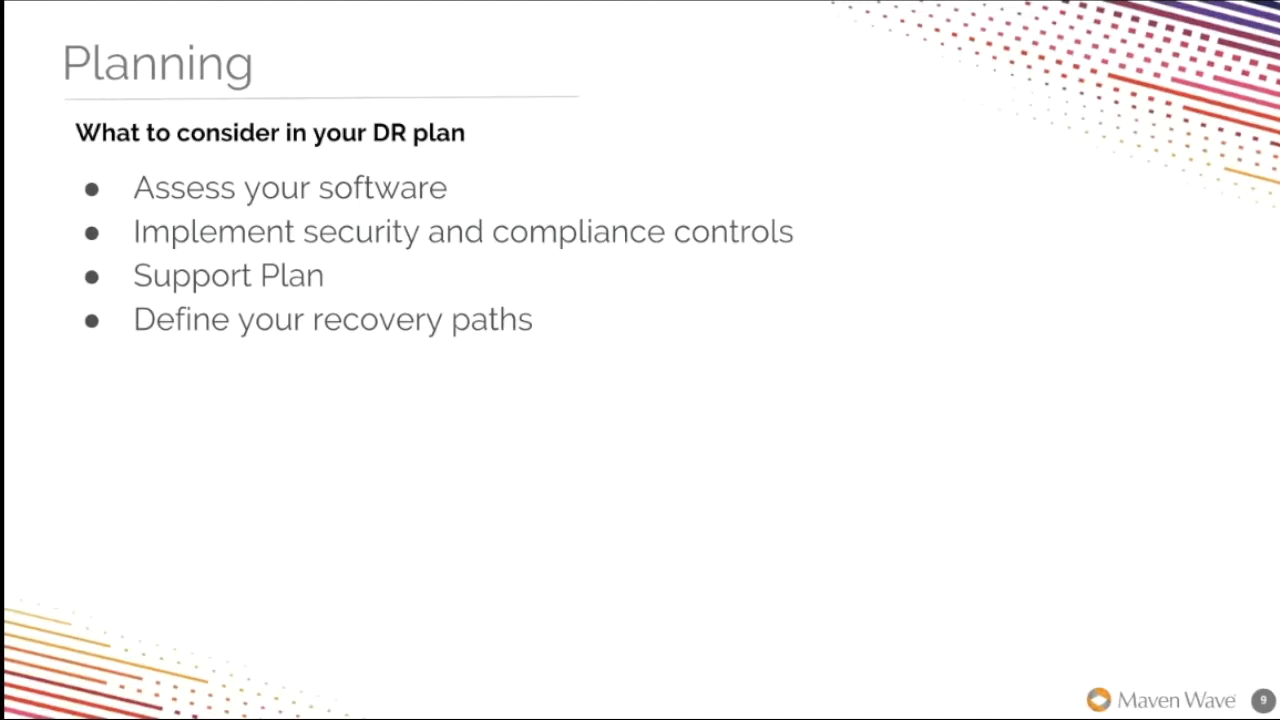 Planning
What to consider in your DR plan
● Assess your software
● Implement security and compliance controls
● Support Plan
● Define your recovery paths
Maven Wave
9